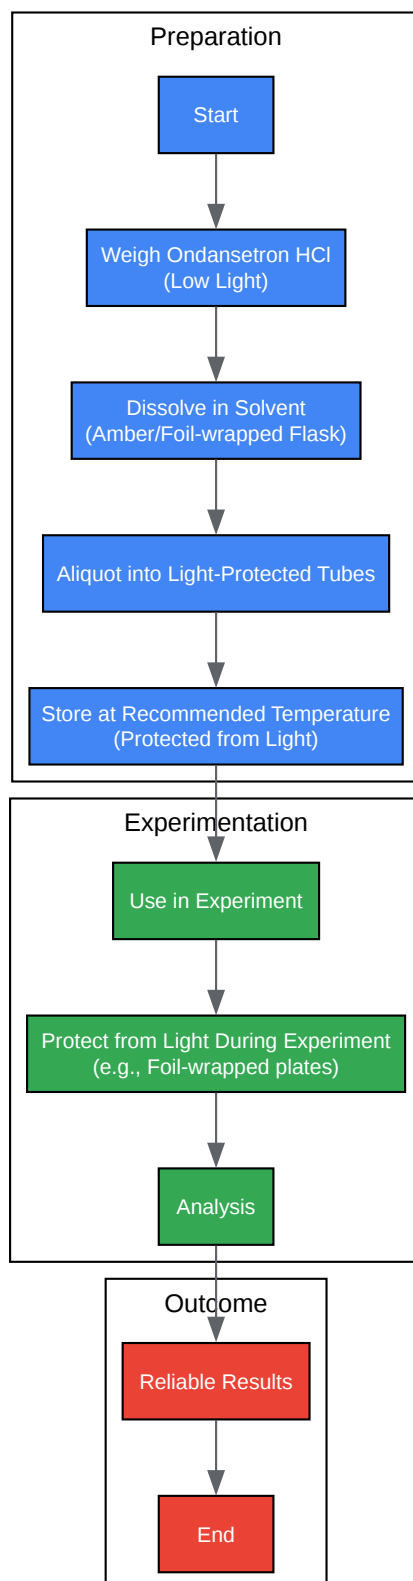 Preparation
Start
Weigh Ondansetron HCl
(Low Light)
Dissolve in Solvent
(Amber/Foil-wrapped Flask)
Aliquot into Light-Protected Tubes
Store at Recommended Temperature
(Protected from Light)
Experimentation
Use in Experiment
Protect from Light During Experiment
(e.g., Foil-wrapped plates)
Analysis
Outcome
Reliable Results
End